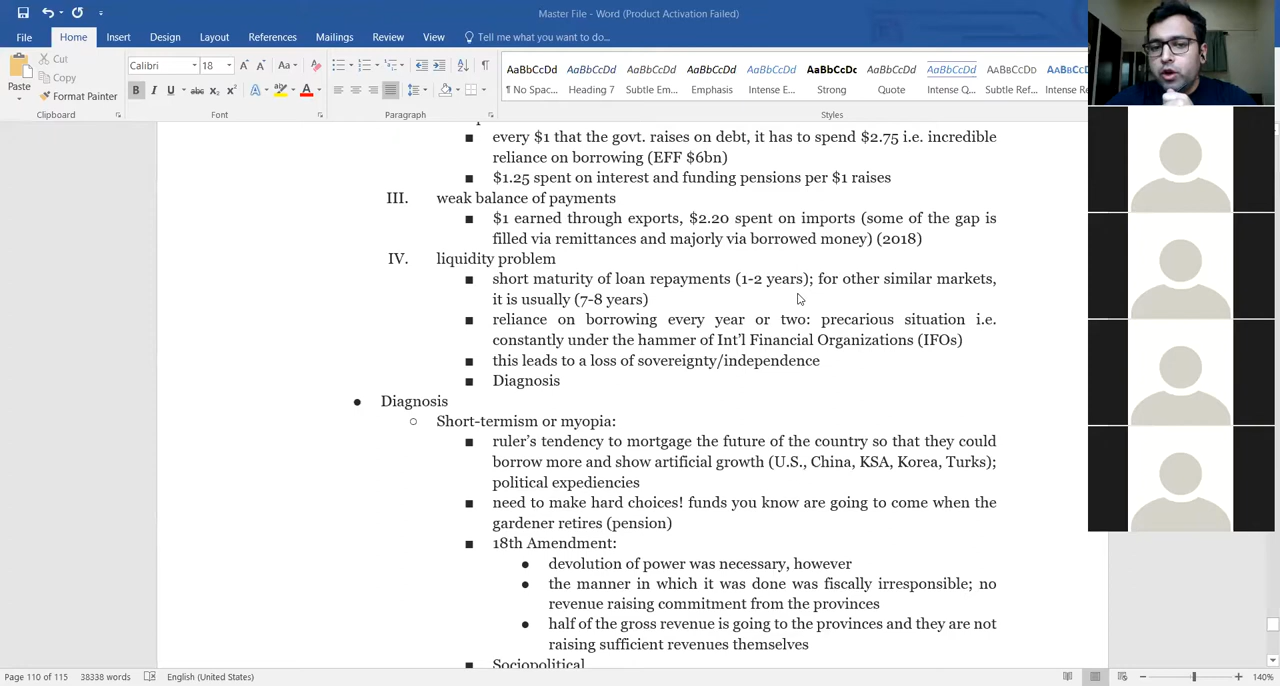 Master File - Word (Product Activation Failed)
File Home Insert Design Layout References Mailings Review View Tell me what you want to do...
Paste
Cut
Copy
Format Painter
Clipboard
Calibri 18
Font
Paragraph
AaBbCcDd AaBbCcDd AaBbCcDd AaBbCcDd AaBbCcDd AaBbCcDc AaBbCcDd AaBbCcDd AaBbCcDd AaBbCcDd
¶ No Spac... Heading 7 Subtle Em... Emphasis Intense E... Strong Quote Intense Q... Subtle Ref... Intense R...
Styles
■ every $1 that the govt. raises on debt, it has to spend $2.75 i.e. incredible
reliance on borrowing (EFF $6bn)
■ $1.25 spent on interest and funding pensions per $1 raises
III. weak balance of payments
■ $1 earned through exports, $2.20 spent on imports (some of the gap is
filled via remittances and majorly via borrowed money) (2018)
IV. liquidity problem
■ short maturity of loan repayments (1-2 years); for other similar markets,
it is usually (7-8 years)
■ reliance on borrowing every year or two: precarious situation i.e.
constantly under the hammer of Int'l Financial Organizations (IFOs)
■ this leads to a loss of sovereignty/independence
■ Diagnosis
● Diagnosis
○ Short-termism or myopia:
■ ruler's tendency to mortgage the future of the country so that they could
borrow more and show artificial growth (U.S., China, KSA, Korea, Turks);
political expediencies
■ need to make hard choices! funds you know are going to come when the
gardener retires (pension)
■ 18th Amendment:
● devolution of power was necessary, however
● the manner in which it was done was fiscally irresponsible; no
revenue raising commitment from the provinces
● half of the gross revenue is going to the provinces and they are not
raising sufficient revenues themselves
■ Sociopolitical
Page 110 of 115 38338 words English (United States) 140%